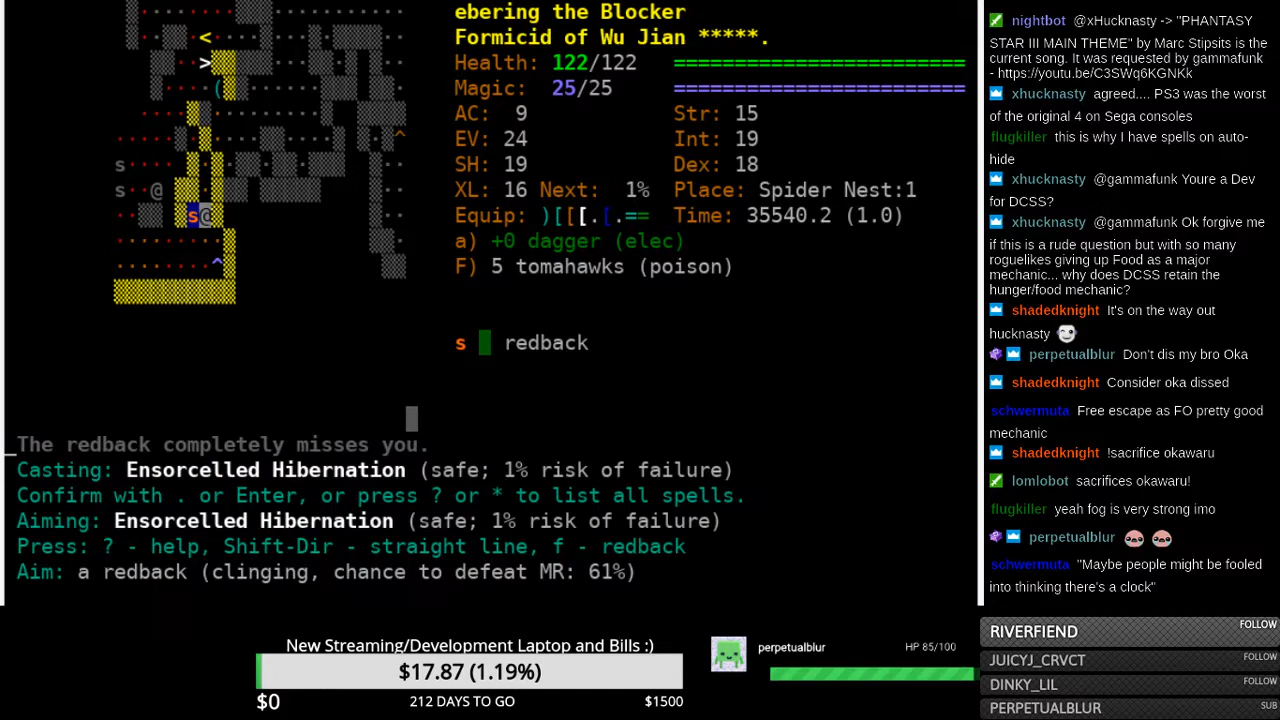 ebering the Blocker
Formicid of Wu Jian *****.
Health: 122/122 ========================
Magic: 25/25 ========================
AC: 9 Str: 15
EV: 24 Int: 19
SH: 19 Dex: 18
XL: 16 Next: 1% Place: Spider Nest:1
Equip: )[[[.[.== Time: 35540.2 (1.0)
a) +0 dagger (elec)
F) 5 tomahawks (poison)
s redback
_The redback completely misses you.
Casting: Ensorcelled Hibernation (safe; 1% risk of failure)
Confirm with . or Enter, or press ? or * to list all spells.
Aiming: Ensorcelled Hibernation (safe; 1% risk of failure)
Press: ? - help, Shift-Dir - straight line, f - redback
Aim: a redback (clinging, chance to defeat MR: 61%)
New Streaming/Development Laptop and Bills :)
$17.87 (1.19%)
$0 212 DAYS TO GO $1500
perpetualblur HP 85/100
nightbot @xHucknasty -> "PHANTASY
STAR III MAIN THEME" by Marc Stipsits is the
current song. It was requested by gammafunk
- https://youtu.be/C3SWq6KGNKk
xhucknasty agreed.... PS3 was the worst
of the original 4 on Sega consoles
flugkiller this is why I have spells on auto-
hide
xhucknasty @gammafunk Youre a Dev
for DCSS?
xhucknasty @gammafunk Ok forgive me
if this is a rude question but with so many
roguelikes giving up Food as a major
mechanic... why does DCSS retain the
hunger/food mechanic?
shadedknight It's on the way out
hucknasty
perpetualblur Don't dis my bro Oka
shadedknight Consider oka dissed
schwermuta Free escape as FO pretty good
mechanic
shadedknight !sacrifice okawaru
lomlobot sacrifices okawaru!
flugkiller yeah fog is very strong imo
perpetualblur
schwermuta "Maybe people might be fooled
into thinking there's a clock"
RIVERFIEND FOLLOW
JUICYJ_CRVCT FOLLOW
DINKY_LIL FOLLOW
PERPETUALBLUR SUB